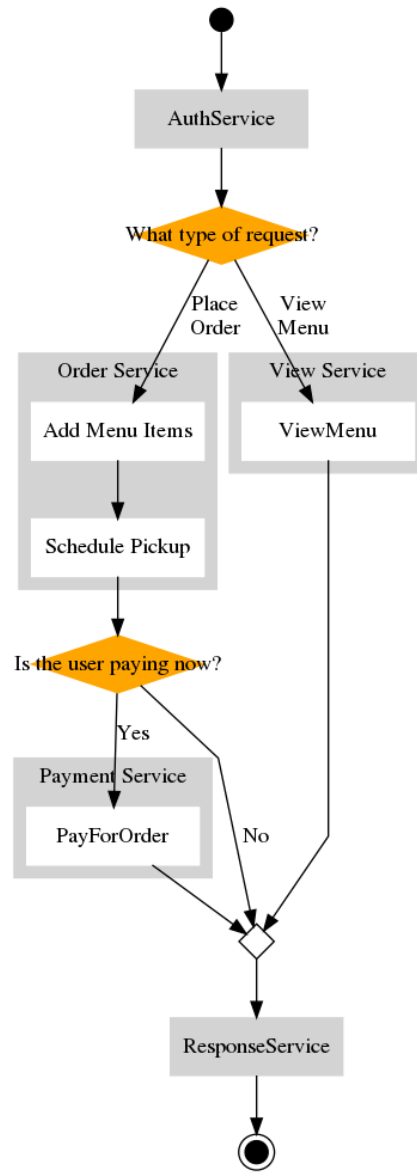 AuthService
What type of request?
Place
Order
View
Menu
Order Service
View Service
Add Menu Items
ViewMenu
Schedule Pickup
Is the user paying now?
Yes
Payment Service
PayForOrder
No
ResponseService